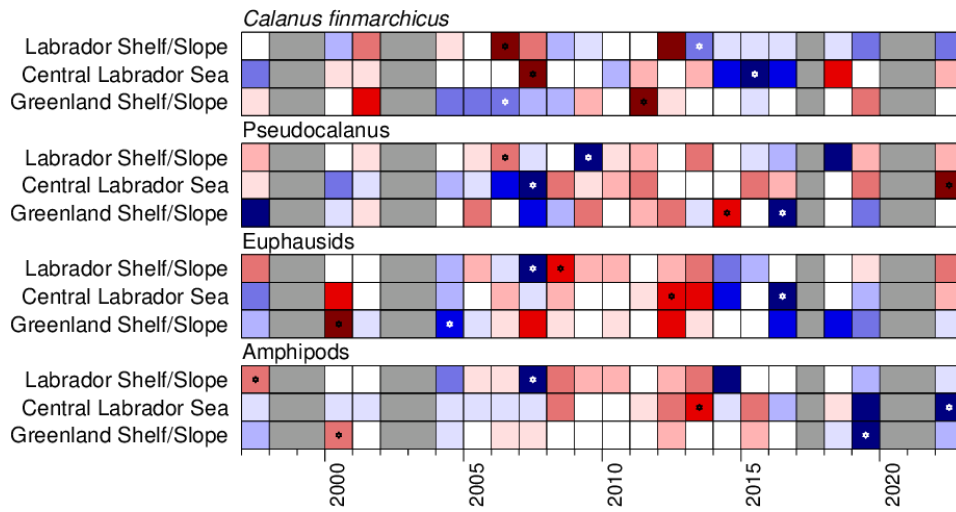 Calanus finmarchicus
Labrador Shelf/Slope
Central Labrador Sea
Greenland Shelf/Slope
Pseudocalanus
Labrador Shelf/Slope
Central Labrador Sea
Greenland Shelf/Slope
Euphausids
Labrador Shelf/Slope
Central Labrador Sea
Greenland Shelf/Slope
Amphipods
Labrador Shelf/Slope
Central Labrador Sea
Greenland Shelf/Slope
2000 2005 2010 2015 2020